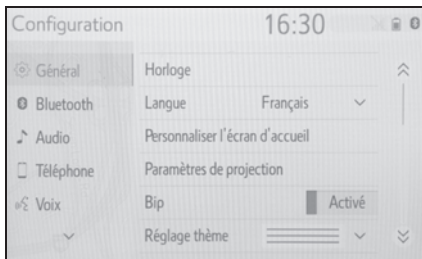 Configuration 16:30
Général
Bluetooth
Audio
Téléphone
Voix
Horloge
Langue Français
Personnaliser l'écran d'accueil
Paramètres de projection
Bip Activé
Réglage thème